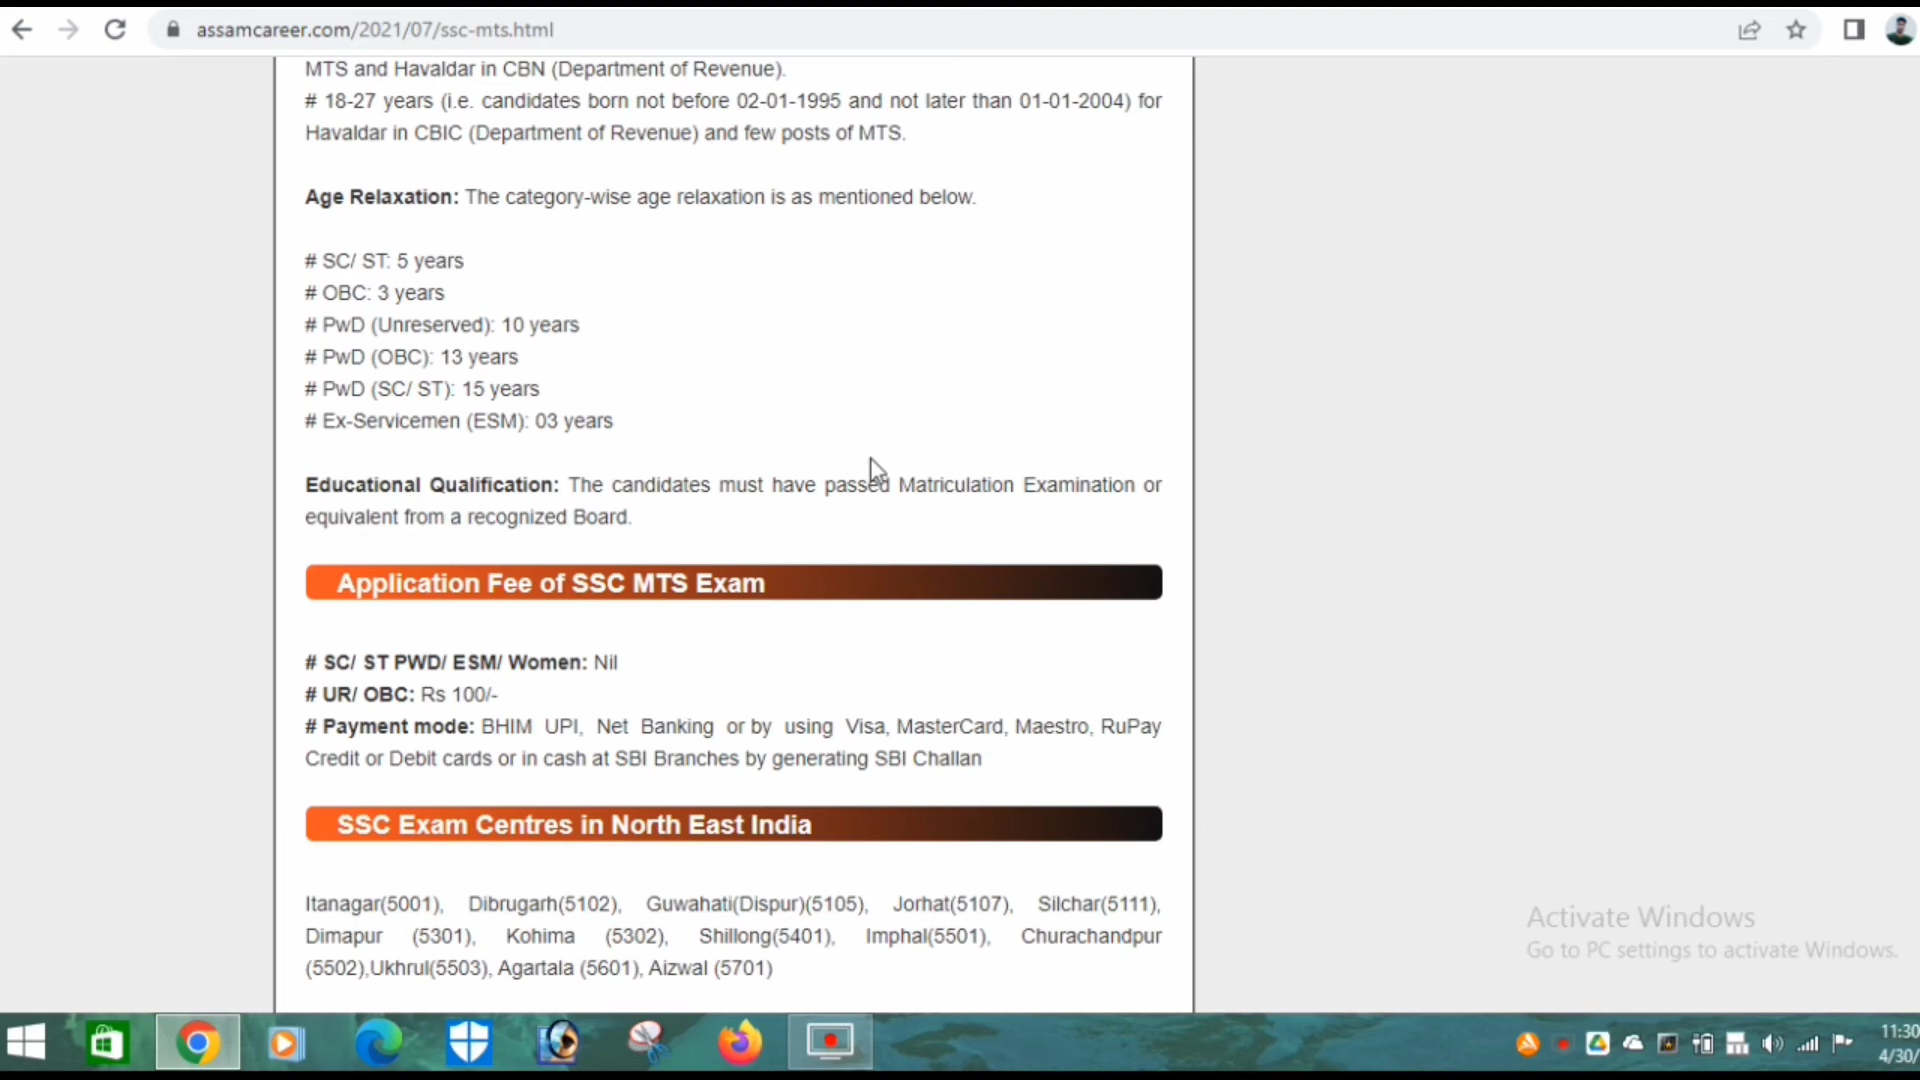 assamcareer.com/2021/07/ssc-mts.html
MTS and Havaldar in CBN (Department of Revenue).
# 18-27 years (i.e. candidates born not before 02-01-1995 and not later than 01-01-2004) for
Havaldar in CBIC (Department of Revenue) and few posts of MTS.
Age Relaxation: The category-wise age relaxation is as mentioned below.
# SC/ ST: 5 years
# OBC: 3 years
# PwD (Unreserved): 10 years
# PwD (OBC): 13 years
# PwD (SC/ ST): 15 years
# Ex-Servicemen (ESM): 03 years
Educational Qualification: The candidates must have passed Matriculation Examination or
equivalent from a recognized Board.
Application Fee of SSC MTS Exam
# SC/ ST PWD/ ESM/ Women: Nil
# UR/ OBC: Rs 100/-
# Payment mode: BHIM UPI, Net Banking or by using Visa, MasterCard, Maestro, RuPay
Credit or Debit cards or in cash at SBI Branches by generating SBI Challan
SSC Exam Centres in North East India
Itanagar(5001), Dibrugarh(5102), Guwahati(Dispur)(5105), Jorhat(5107), Silchar(5111),
Dimapur (5301), Kohima (5302), Shillong(5401), Imphal(5501), Churachandpur
(5502),Ukhrul(5503), Agartala (5601), Aizwal (5701)
Activate Windows
Go to PC settings to activate Windows.
11:30
4/30/